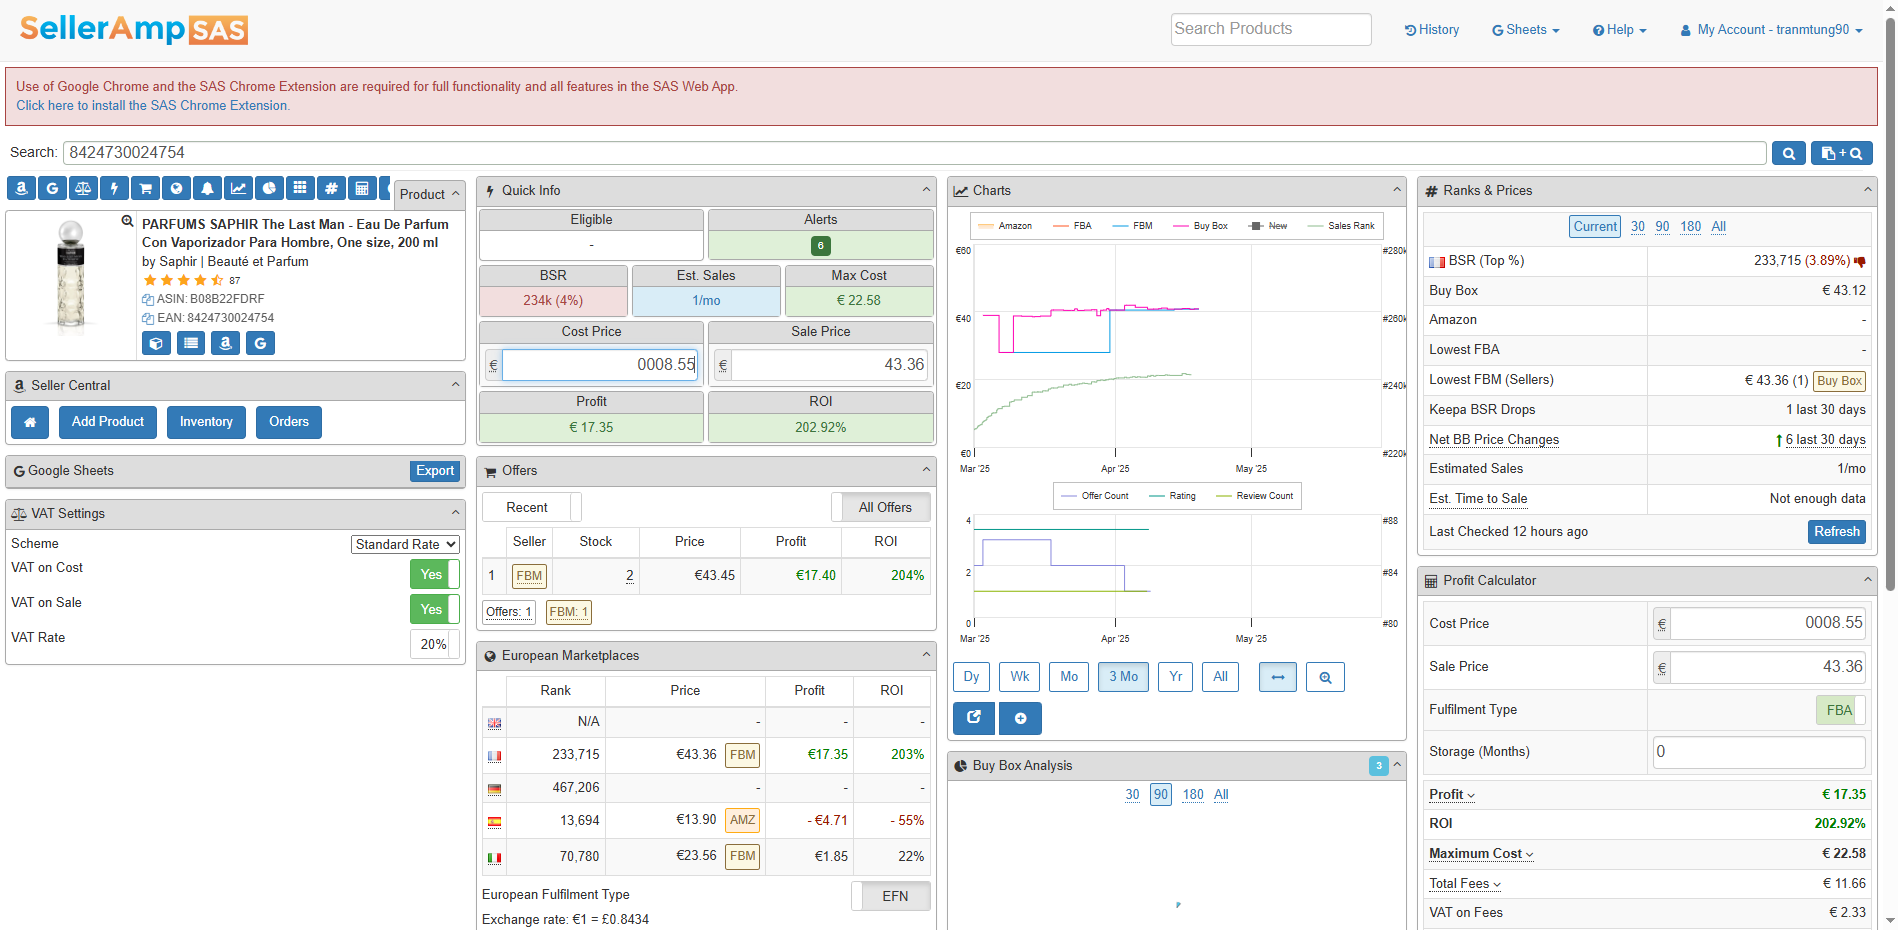 SellerAmp SAS
Search Products
History
Sheets
Help
My Account - tranmtung90
Use of Google Chrome and the SAS Chrome Extension are required for full functionality and all features in the SAS Web App.
Click here to install the SAS Chrome Extension.
Search: 8424730024754
+
Product
PARFUMS SAPHIR The Last Man - Eau De Parfum
Con Vaporizador Para Hombre, One size, 200 ml
by Saphir | Beauté et Parfum
87
ASIN: B08B22FDRF
EAN: 8424730024754
Seller Central
Add Product
Inventory
Orders
Google Sheets
Export
VAT Settings
Scheme Standard Rate
VAT on Cost Yes
VAT on Sale Yes
VAT Rate 20%
Quick Info
Eligible Alerts
- 6
BSR Est. Sales Max Cost
234k (4%) 1/mo € 22.58
Cost Price Sale Price
€ 0008.55 € 43.36
Profit ROI
€ 17.35 202.92%
Offers
Recent All Offers
Seller Stock Price Profit ROI
1 FBM 2 €43.45 €17.40 204%
Offers: 1 FBM: 1
European Marketplaces
Rank Price Profit ROI
N/A - - -
233,715 €43.36 FBM €17.35 203%
467,206 - - -
13,694 €13.90 AMZ - €4.71 - 55%
70,780 €23.56 FBM €1.85 22%
European Fulfilment Type EFN
Exchange rate: €1 = £0.8434
Charts
Amazon FBA FBM Buy Box New Sales Rank
€60 #280k
€40 #260k
€20 #240k
€0 #220k
Mar '25 Apr '25 May '25
Offer Count Rating Review Count
4 #88
2 #84
0 #80
Mar '25 Apr '25 May '25
Dy Wk Mo 3 Mo Yr All
Buy Box Analysis 3
30 90 180 All
Ranks & Prices
Current 30 90 180 All
BSR (Top %) 233,715 (3.89%)
Buy Box € 43.12
Amazon -
Lowest FBA -
Lowest FBM (Sellers) € 43.36 (1) Buy Box
Keepa BSR Drops 1 last 30 days
Net BB Price Changes 6 last 30 days
Estimated Sales 1/mo
Est. Time to Sale Not enough data
Last Checked 12 hours ago Refresh
Profit Calculator
Cost Price € 0008.55
Sale Price € 43.36
Fulfilment Type FBA
Storage (Months) 0
Profit € 17.35
ROI 202.92%
Maximum Cost € 22.58
Total Fees € 11.66
VAT on Fees € 2.33